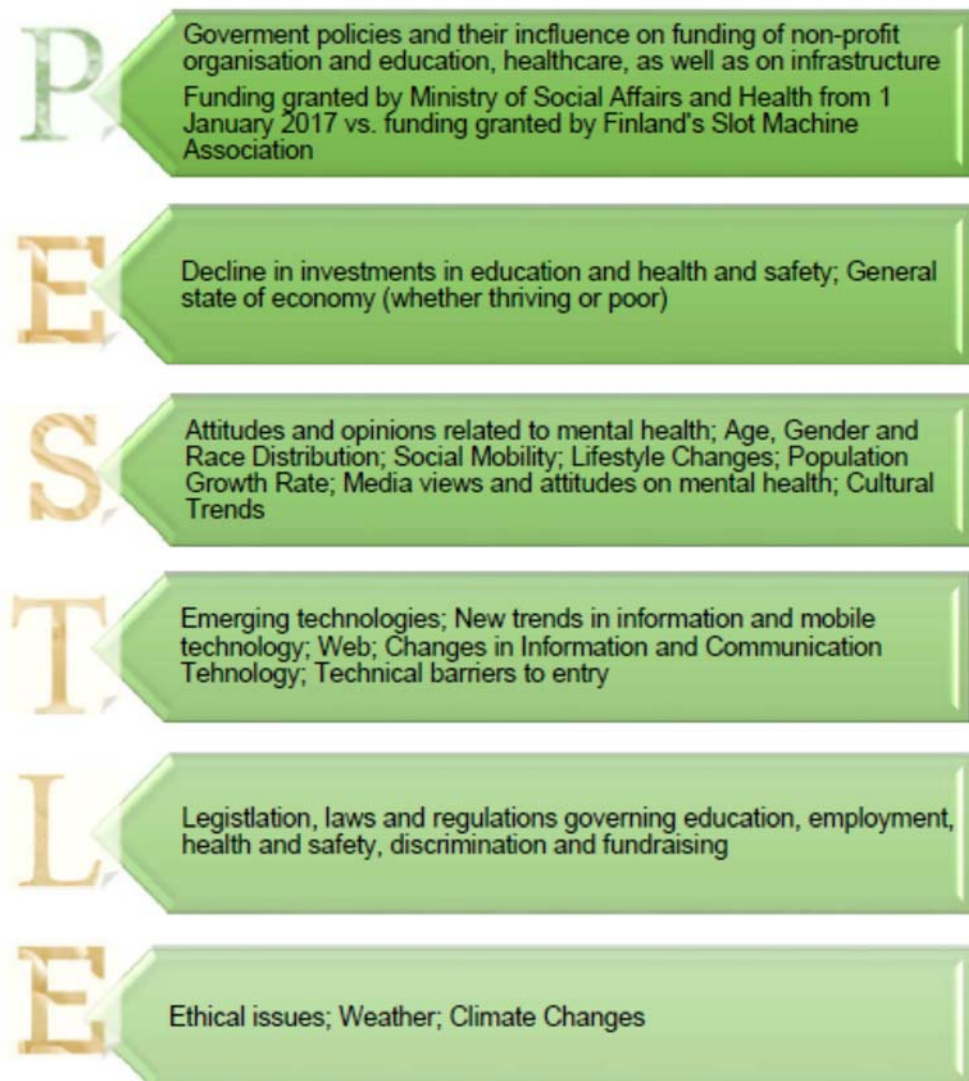 P
Goverment policies and their incfluence on funding of non-profit
organisation and education, healthcare, as well as on infrastructure
Funding granted by Ministry of Social Affairs and Health from 1
January 2017 vs. funding granted by Finland's Slot Machine
Association
E
Decline in investments in education and health and safety; General
state of economy (whether thriving or poor)
S
Attitudes and opinions related to mental health; Age, Gender and
Race Distribution; Social Mobility; Lifestyle Changes; Population
Growth Rate; Media views and attitudes on mental health; Cultural
Trends
T
Emerging technologies; New trends in information and mobile
technology; Web; Changes in Information and Communication
Tehnology; Technical barriers to entry
L
Legistlation, laws and regulations governing education, employment,
health and safety, discrimination and fundraising
E
Ethical issues; Weather; Climate Changes